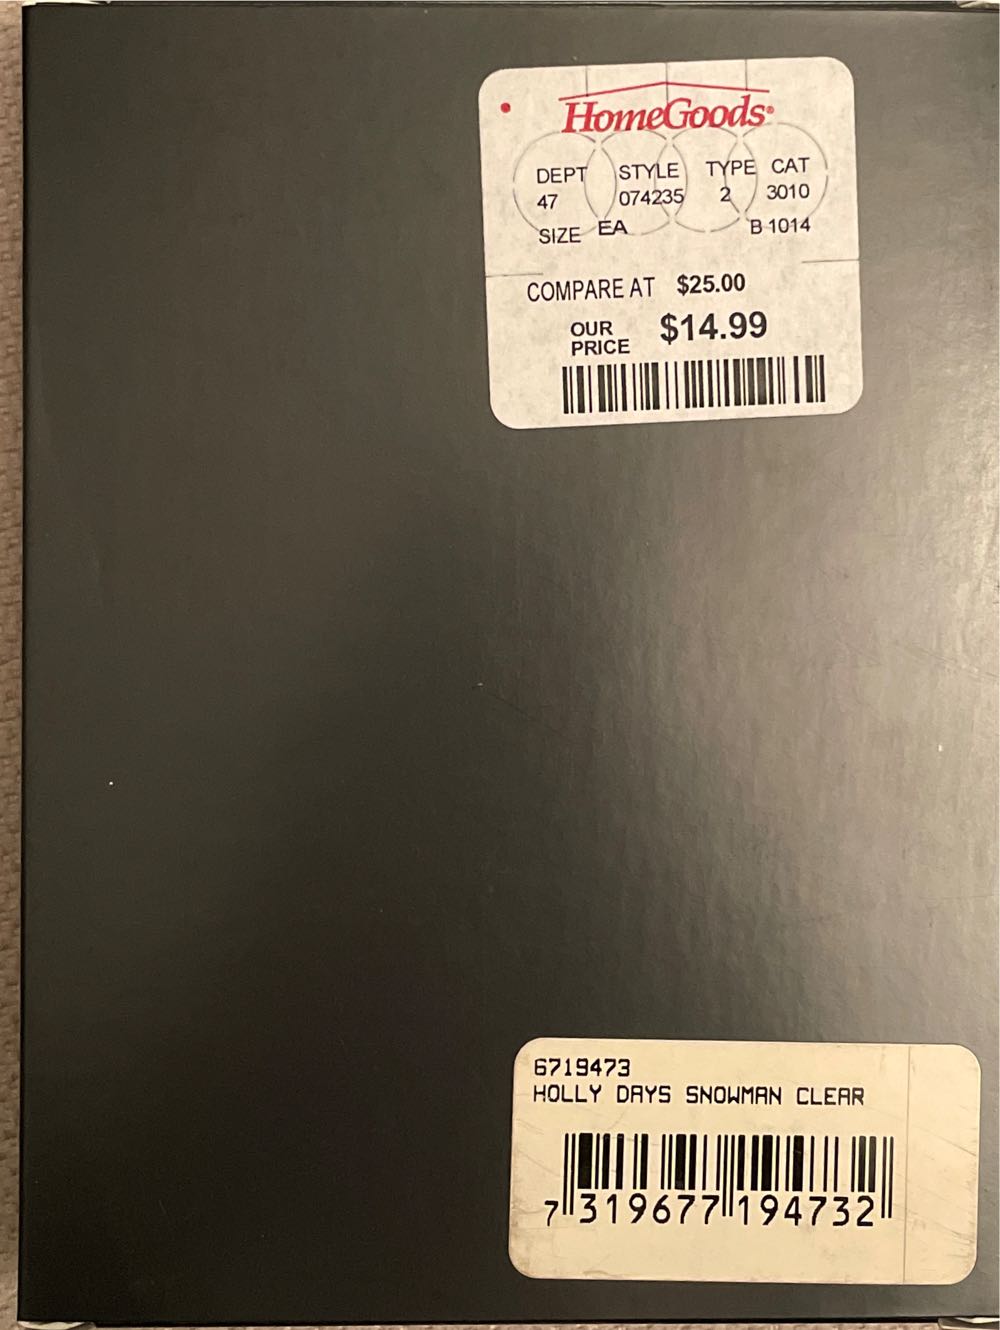 HomeGoods®
DEPT STYLE TYPE CAT
47 074235 2 3010
SIZE EA B 1014
COMPARE AT $25.00
OUR PRICE $14.99
6719473
HOLLY DAYS SNOWMAN CLEAR
7 319677 194732